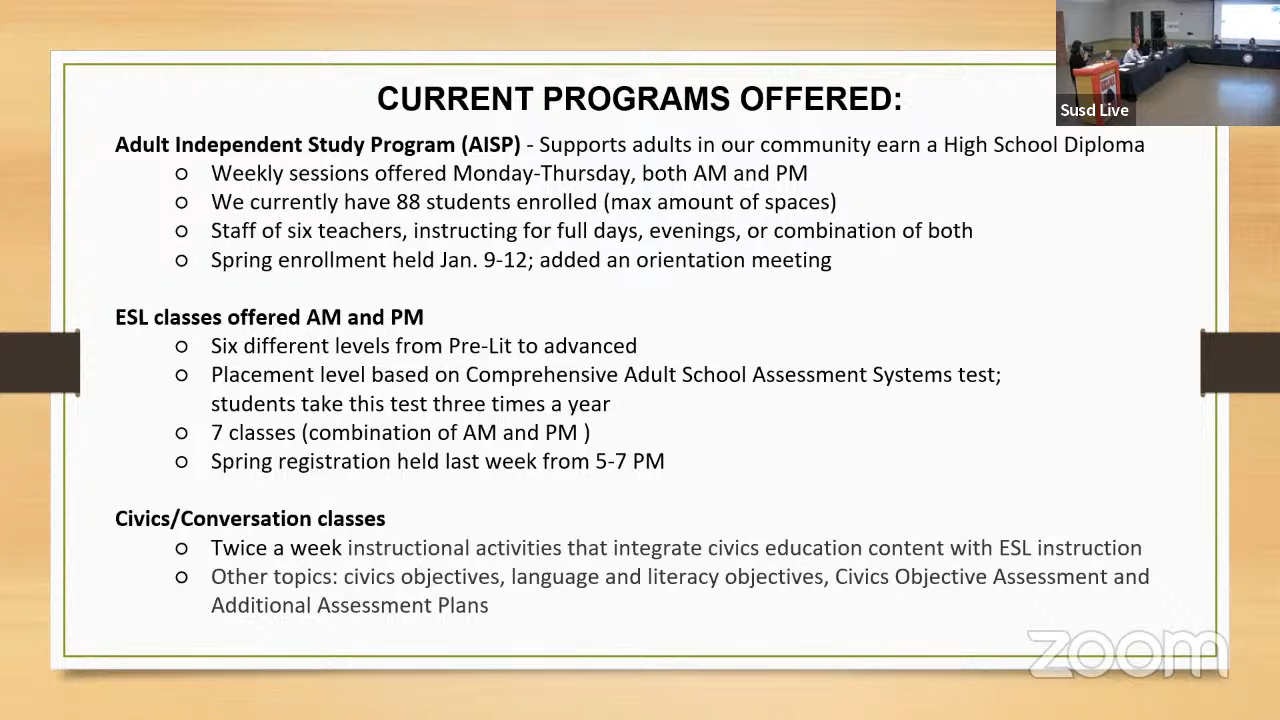 CURRENT PROGRAMS OFFERED:
Susd Live
Adult Independent Study Program (AISP) - Supports adults in our community earn a High School Diploma
○ Weekly sessions offered Monday-Thursday, both AM and PM
○ We currently have 88 students enrolled (max amount of spaces)
○ Staff of six teachers, instructing for full days, evenings, or combination of both
○ Spring enrollment held Jan. 9-12; added an orientation meeting
ESL classes offered AM and PM
○ Six different levels from Pre-Lit to advanced
○ Placement level based on Comprehensive Adult School Assessment Systems test;
students take this test three times a year
○ 7 classes (combination of AM and PM )
○ Spring registration held last week from 5-7 PM
Civics/Conversation classes
○ Twice a week instructional activities that integrate civics education content with ESL instruction
○ Other topics: civics objectives, language and literacy objectives, Civics Objective Assessment and
Additional Assessment Plans
zoom